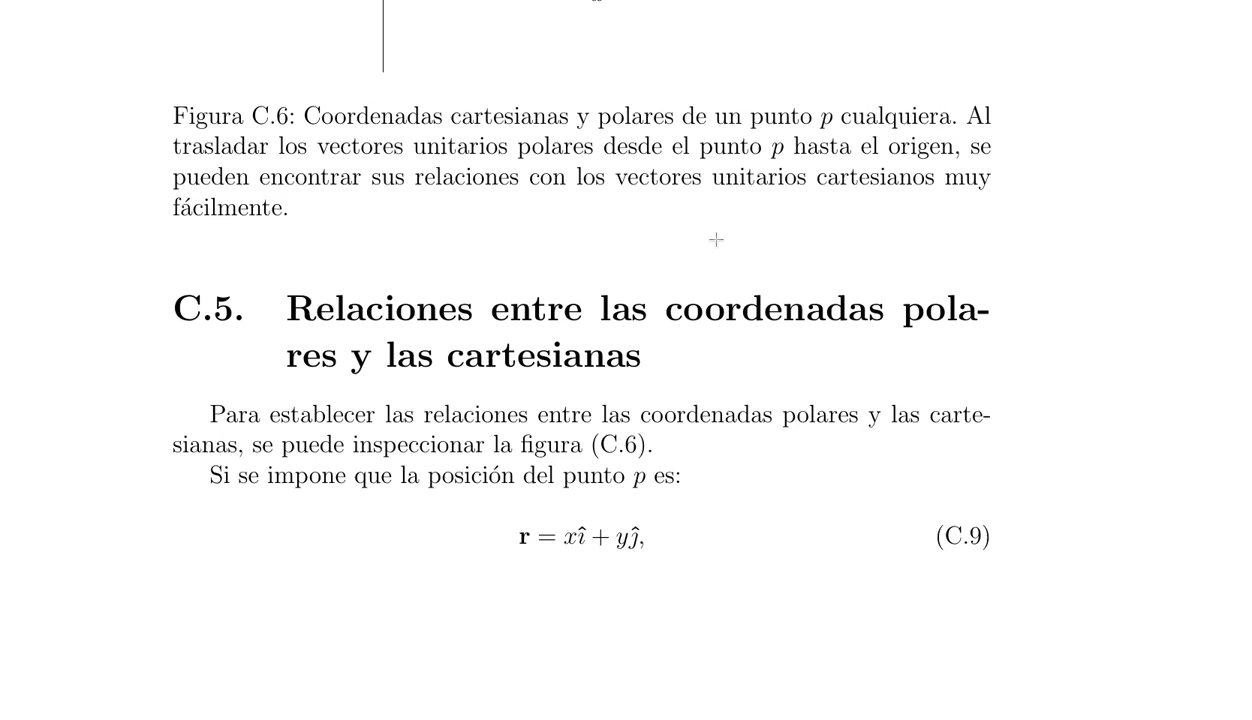 Figura C.6: Coordenadas cartesianas y polares de un punto p cualquiera. Al
trasladar los vectores unitarios polares desde el punto p hasta el origen, se
pueden encontrar sus relaciones con los vectores unitarios cartesianos muy
fácilmente.
C.5. Relaciones entre las coordenadas pola-
res y las cartesianas
Para establecer las relaciones entre las coordenadas polares y las carte-
sianas, se puede inspeccionar la figura (C.6).
Si se impone que la posición del punto p es:
r = xî + yĵ, (C.9)